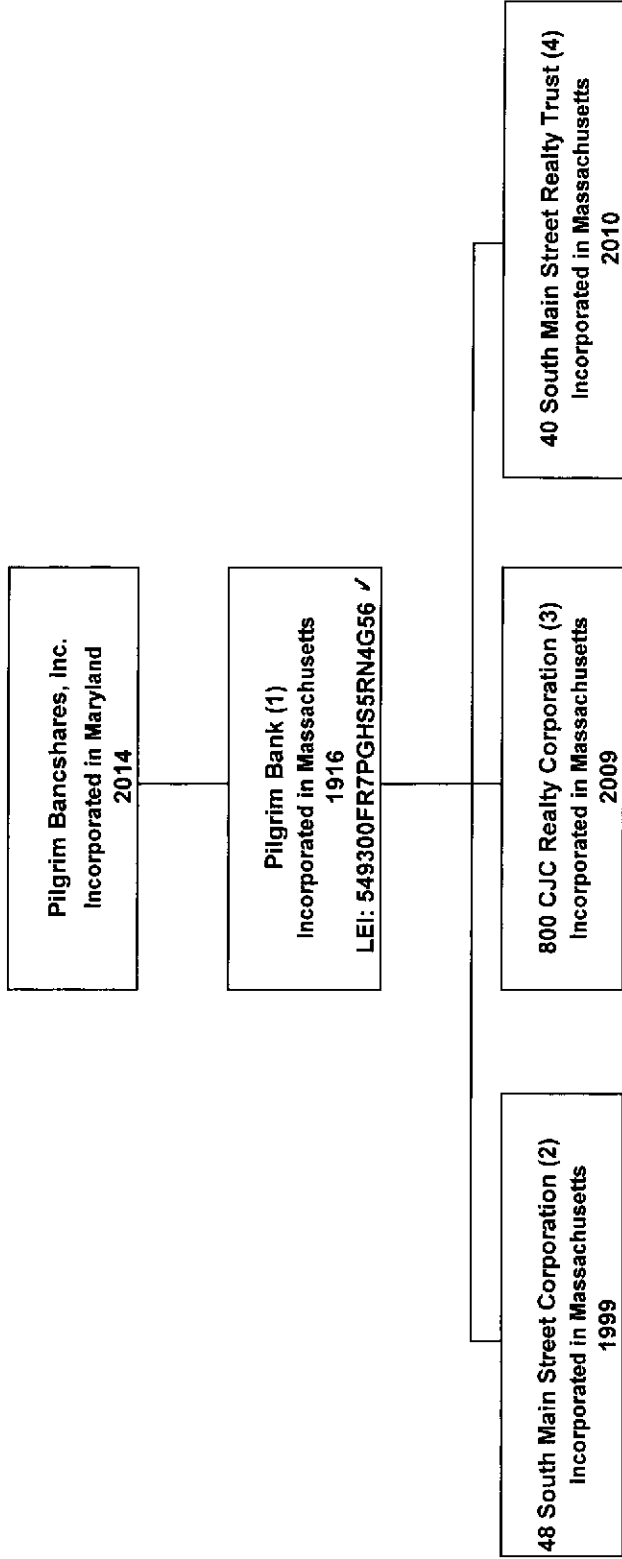 Pilgrim Bancshares, Inc.
Incorporated in Maryland
2014
Pilgrim Bank (1)
Incorporated in Massachusetts
1916
LEI: 549300FR7PGHS5RN4G56 ✓
48 South Main Street Corporation (2)
Incorporated in Massachusetts
1999
800 CJC Realty Corporation (3)
Incorporated in Massachusetts
2009
40 South Main Street Realty Trust (4)
Incorporated in Massachusetts
2010